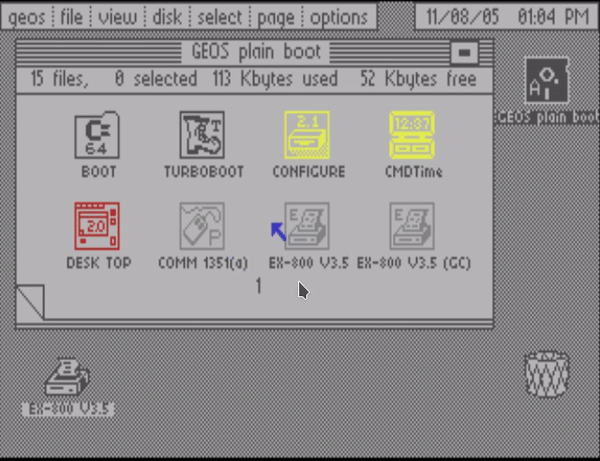 geos file view disk select page options 11/08/05 01:04 PM
GEOS plain boot
15 files, 0 selected 113 Kbytes used 52 Kbytes free
C= 64 T 2.1 12:37
BOOT TURBOBOOT CONFIGURE CMDTime
A: GEOS plain boot
2.0 P E E
DESK TOP COMM 1351(a) EX-800 V3.5 EX-800 V3.5 (GC)
1
EX-800 V3.5